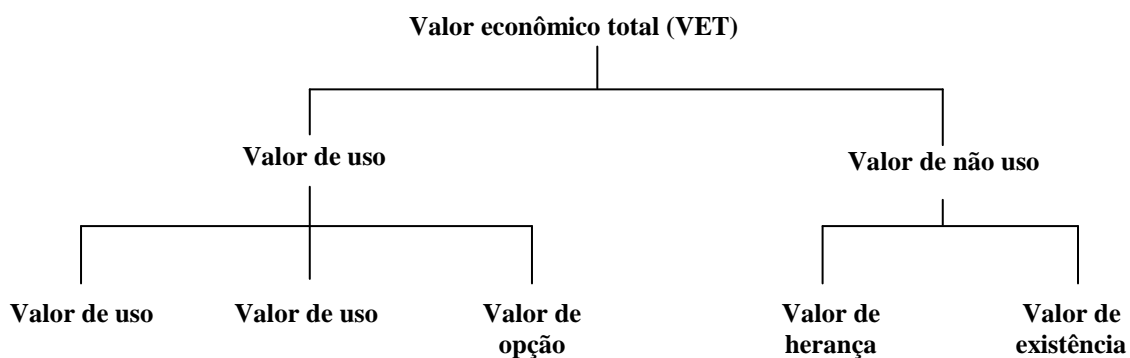 Valor econômico total (VET)
Valor de uso
Valor de não uso
Valor de uso
Valor de uso
Valor de
opção
Valor de
herança
Valor de
existência